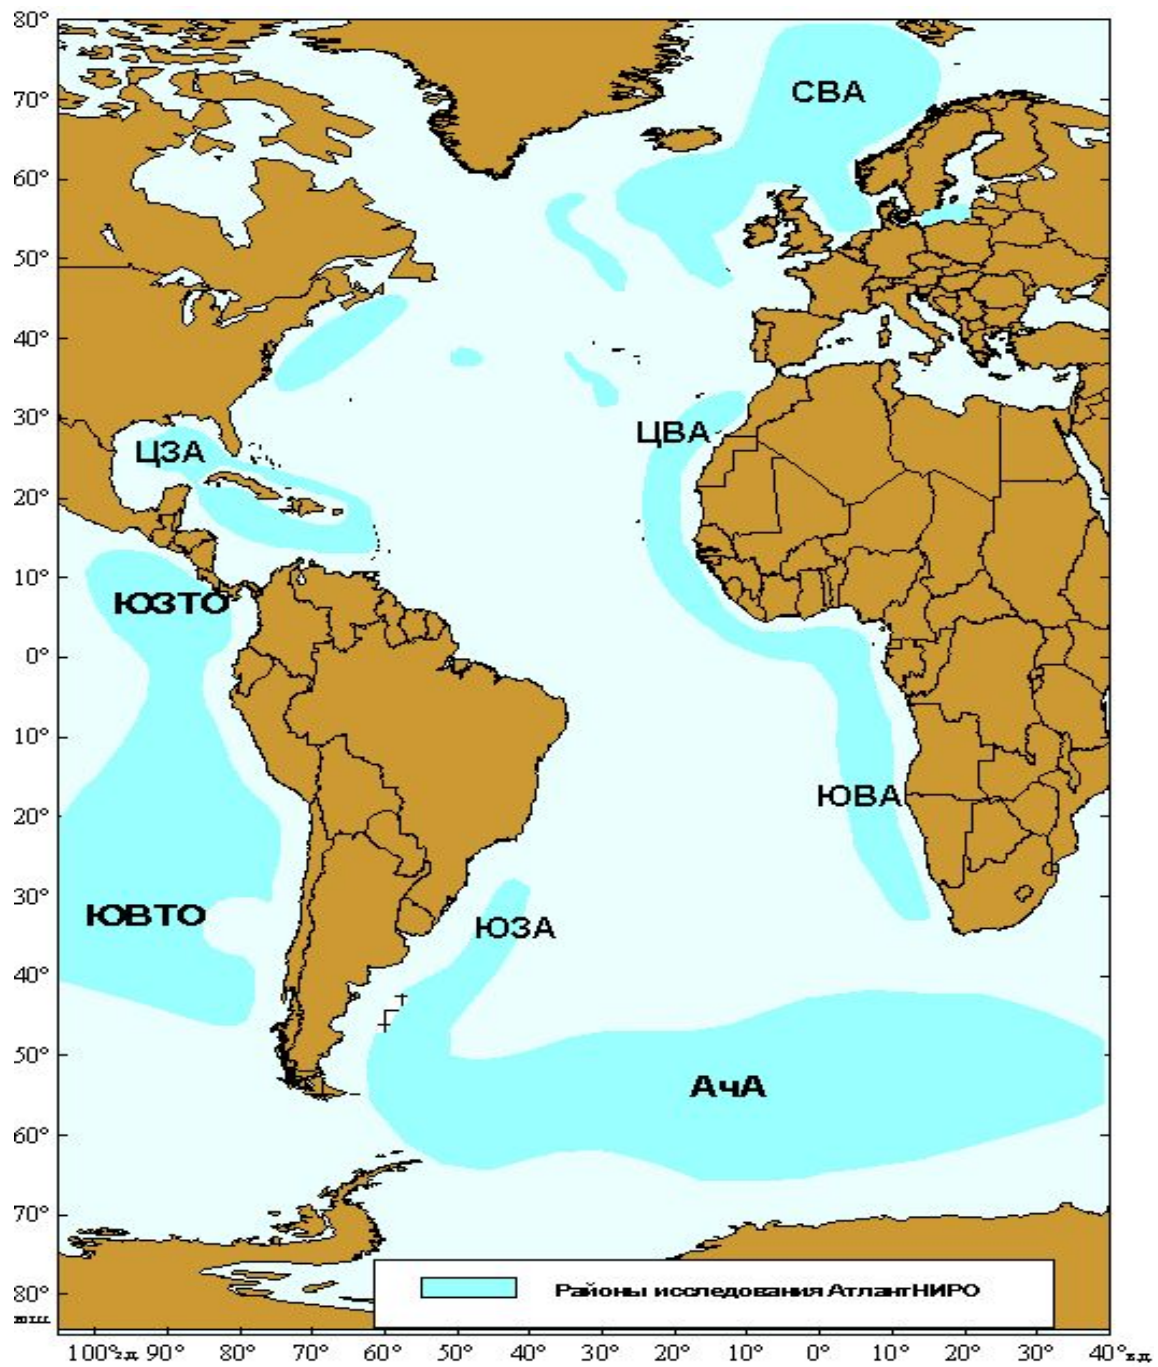 80°
70°
СВА
60°
50°
40°
30°
ЦВА
ЦЗА
20°
10°
ЮЗТО
0°
10°
ЮВА
20°
30°
ЮВТО
ЮЗА
40°
50°
АчА
60°
70°
80°
Районы исследования АтлантНИРО
ю.ш.
100°з.д. 90° 80° 70° 60° 50° 40° 30° 20° 10° 0° 10° 20° 30° 40°в.д.